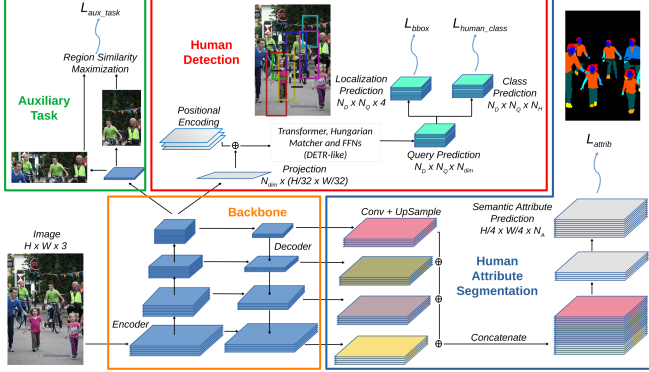 L_aux_task
Region Similarity
Maximization
Auxiliary
Task
Human
Detection
L_bbox
L_human_class
Localization
Prediction
N_D x N_Q x 4
Class
Prediction
N_D x N_Q x N_H
Positional
Encoding
Transformer, Hungarian
Matcher and FFNs
(DETR-like)
Query Prediction
N_D x N_Q x N_dim
Projection
N_dim x (H/32 x W/32)
L_attrib
Image
H x W x 3
Backbone
Decoder
Encoder
Conv + UpSample
Human
Attribute
Segmentation
Semantic Attribute
Prediction
H/4 x W/4 x N_A
Concatenate